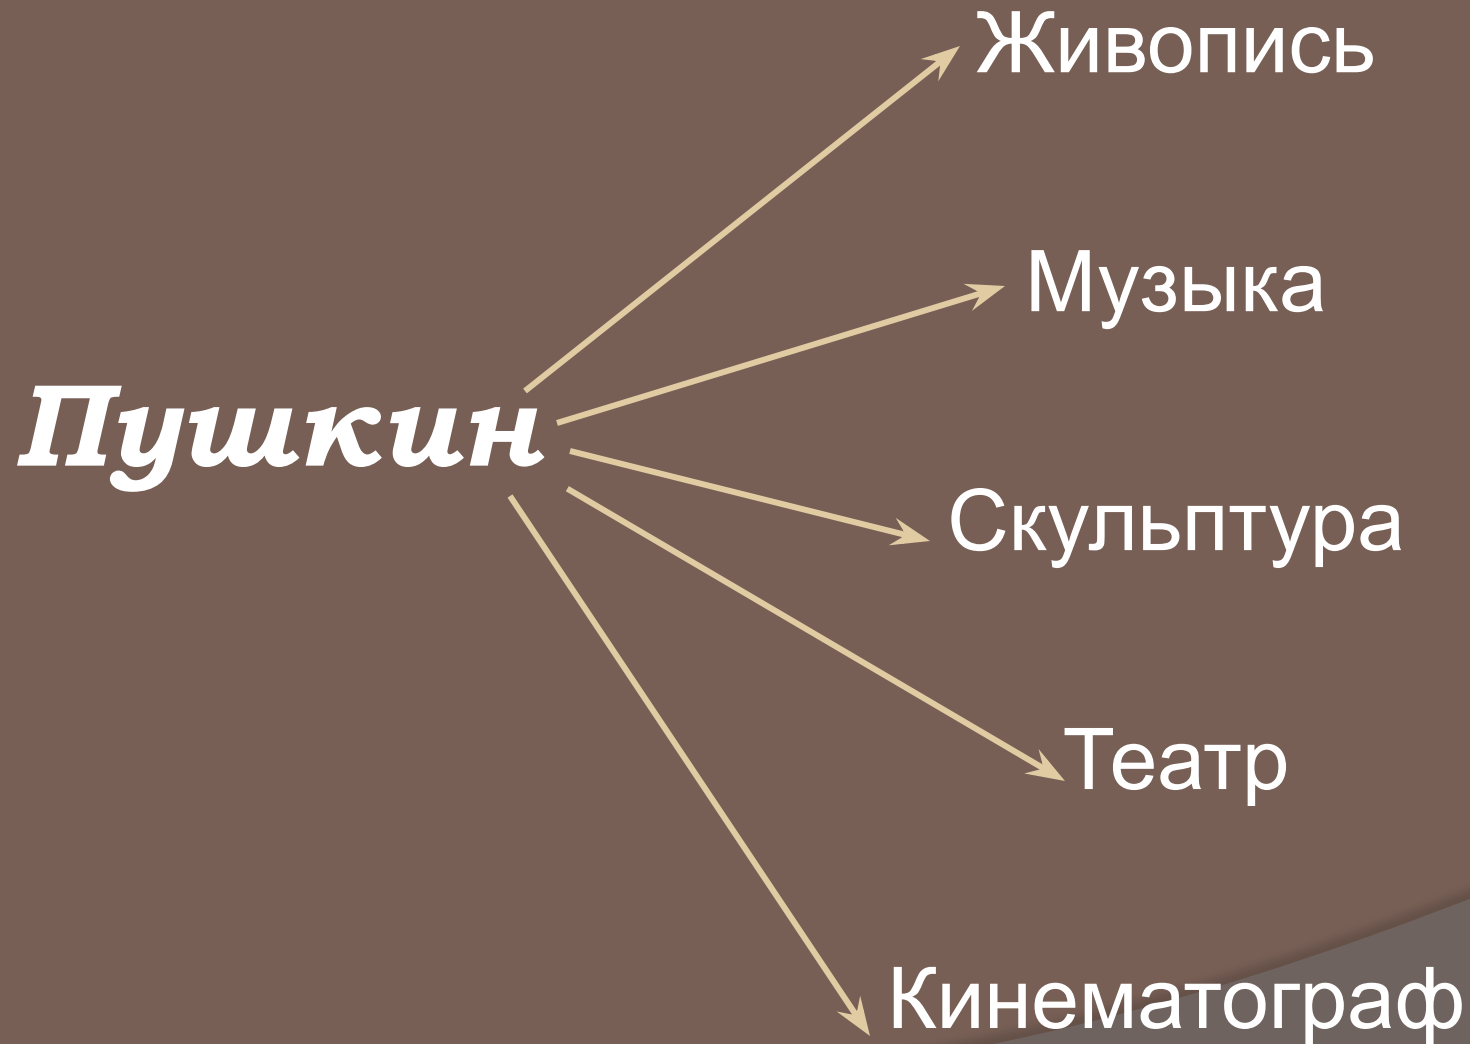 Живопись
Музыка
Пушкин
Скульптура
Театр
Кинематограф